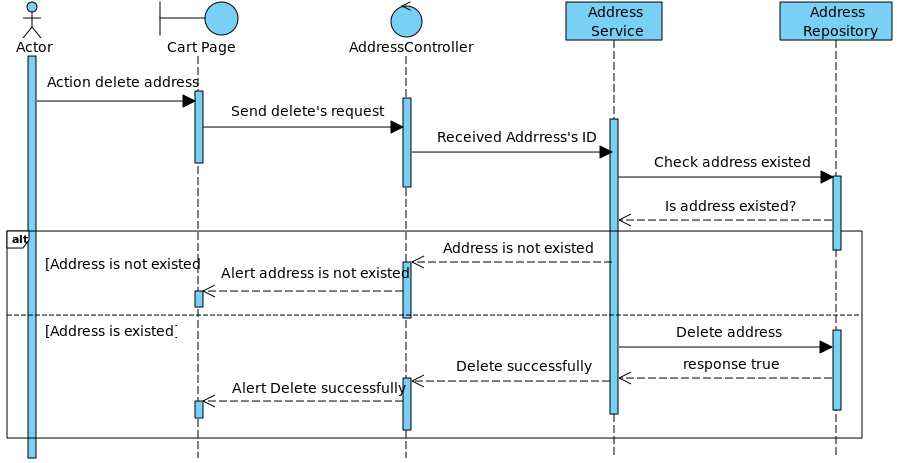 Actor
Cart Page
AddressController
Address
Service
Address
Repository
Action delete address
Send delete's request
Received Addrress's ID
Check address existed
Is address existed?
alt
Address is not existed
[Address is not existed
Alert address is not existed
[Address is existed]
Delete address
response true
Delete successfully
Alert Delete successfully